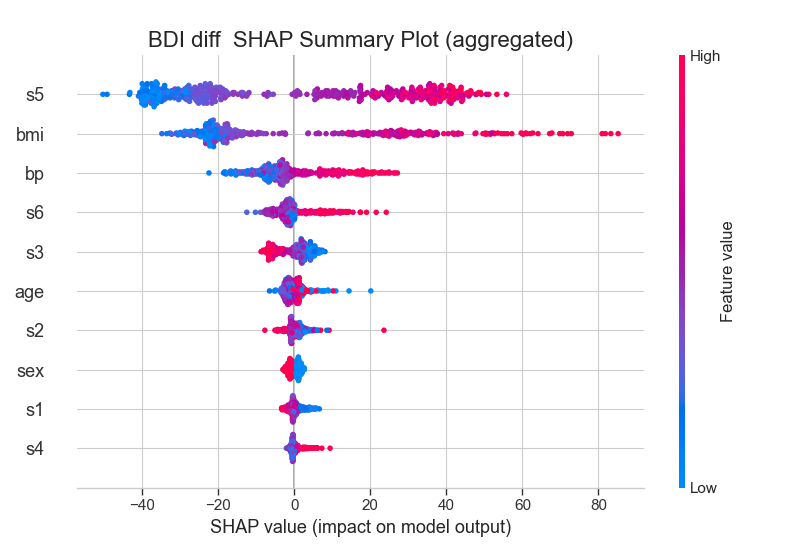 BDI diff  SHAP Summary Plot (aggregated)
High
s5
bmi
bp
s6
s3
age
s2
sex
s1
s4
Feature value
Low
−40
−20
0
20
40
60
80
SHAP value (impact on model output)